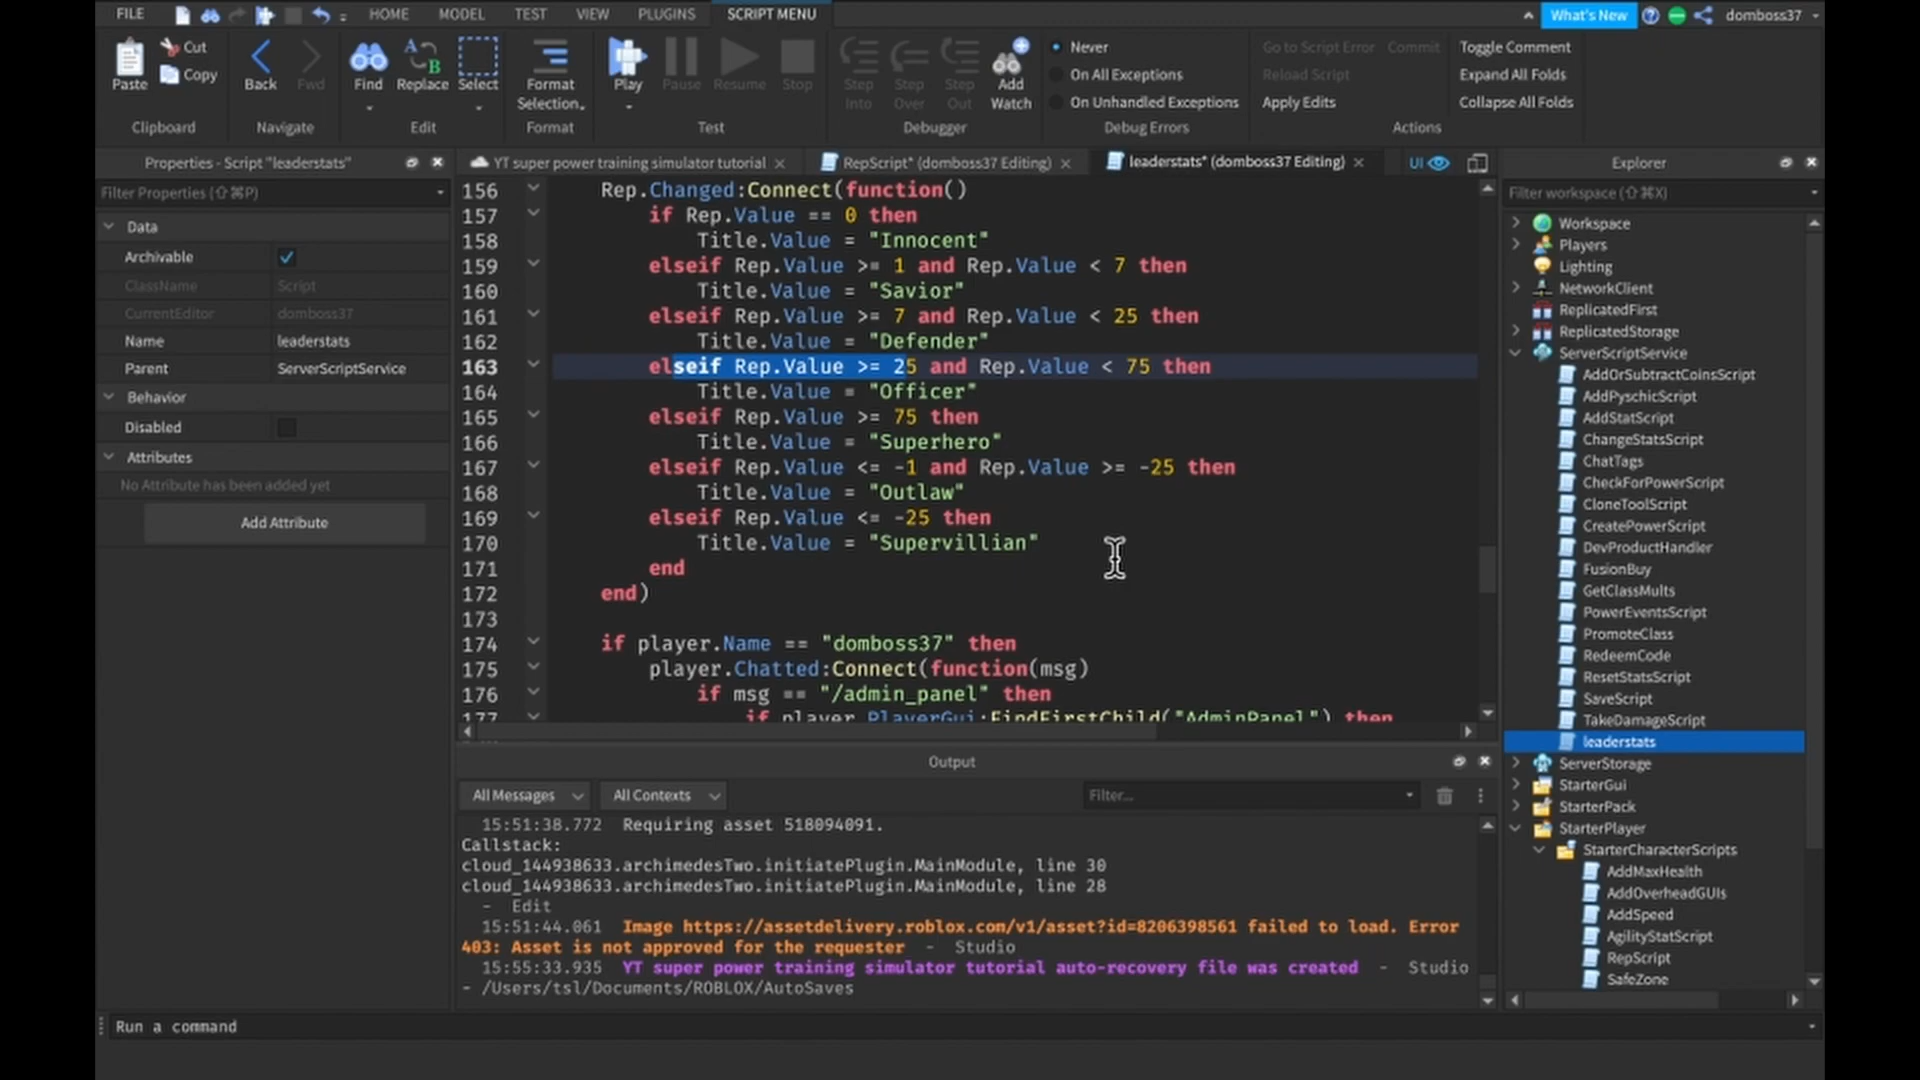 FILE
HOME
MODEL
TEST
VIEW
PLUGINS
SCRIPT MENU
What's New
domboss37
Paste
Cut
Copy
Clipboard
Back
Fwd
Navigate
Find
Replace
Select
Edit
Format
Selection
Format
Play
Pause
Resume
Stop
Test
Step
Into
Step
Over
Step
Out
Add
Watch
Debugger
Never
On All Exceptions
On Unhandled Exceptions
Debug Errors
Go to Script Error
Commit
Reload Script
Apply Edits
Toggle Comment
Expand All Folds
Collapse All Folds
Actions
Properties - Script "leaderstats"
Filter Properties (⇧⌘P)
Data
Archivable
ClassName Script
CurrentEditor domboss37
Name leaderstats
Parent ServerScriptService
Behavior
Disabled
Attributes
No Attribute has been added yet
Add Attribute
YT super power training simulator tutorial
RepScript* (domboss37 Editing)
leaderstats* (domboss37 Editing)
UI
156 Rep.Changed:Connect(function()
157 if Rep.Value == 0 then
158 Title.Value = "Innocent"
159 elseif Rep.Value >= 1 and Rep.Value < 7 then
160 Title.Value = "Savior"
161 elseif Rep.Value >= 7 and Rep.Value < 25 then
162 Title.Value = "Defender"
163 elseif Rep.Value >= 25 and Rep.Value < 75 then
164 Title.Value = "Officer"
165 elseif Rep.Value >= 75 then
166 Title.Value = "Superhero"
167 elseif Rep.Value <= -1 and Rep.Value >= -25 then
168 Title.Value = "Outlaw"
169 elseif Rep.Value <= -25 then
170 Title.Value = "Supervillian"
171 end
172 end)
173
174 if player.Name == "domboss37" then
175 player.Chatted:Connect(function(msg)
176 if msg == "/admin_panel" then
177 if player.PlayerGui:FindFirstChild("AdminPanel") then
Output
All Messages
All Contexts
Filter...
15:51:38.772 Requiring asset 518094091.
Callstack:
cloud_144938633.archimedesTwo.initiatePlugin.MainModule, line 30
cloud_144938633.archimedesTwo.initiatePlugin.MainModule, line 28
- Edit
15:51:44.061 Image https://assetdelivery.roblox.com/v1/asset?id=8206398561 failed to load. Error
403: Asset is not approved for the requester - Studio
15:55:33.935 YT super power training simulator tutorial auto-recovery file was created - Studio
- /Users/tsl/Documents/ROBLOX/AutoSaves
Run a command
Explorer
Filter workspace (⇧⌘X)
Workspace
Players
Lighting
NetworkClient
ReplicatedFirst
ReplicatedStorage
ServerScriptService
AddOrSubtractCoinsScript
AddPyschicScript
AddStatScript
ChangeStatsScript
ChatTags
CheckForPowerScript
CloneToolScript
CreatePowerScript
DevProductHandler
FusionBuy
GetClassMults
PowerEventsScript
PromoteClass
RedeemCode
ResetStatsScript
SaveScript
TakeDamageScript
leaderstats
ServerStorage
StarterGui
StarterPack
StarterPlayer
StarterCharacterScripts
AddMaxHealth
AddOverheadGUIs
AddSpeed
AgilityStatScript
RepScript
SafeZone